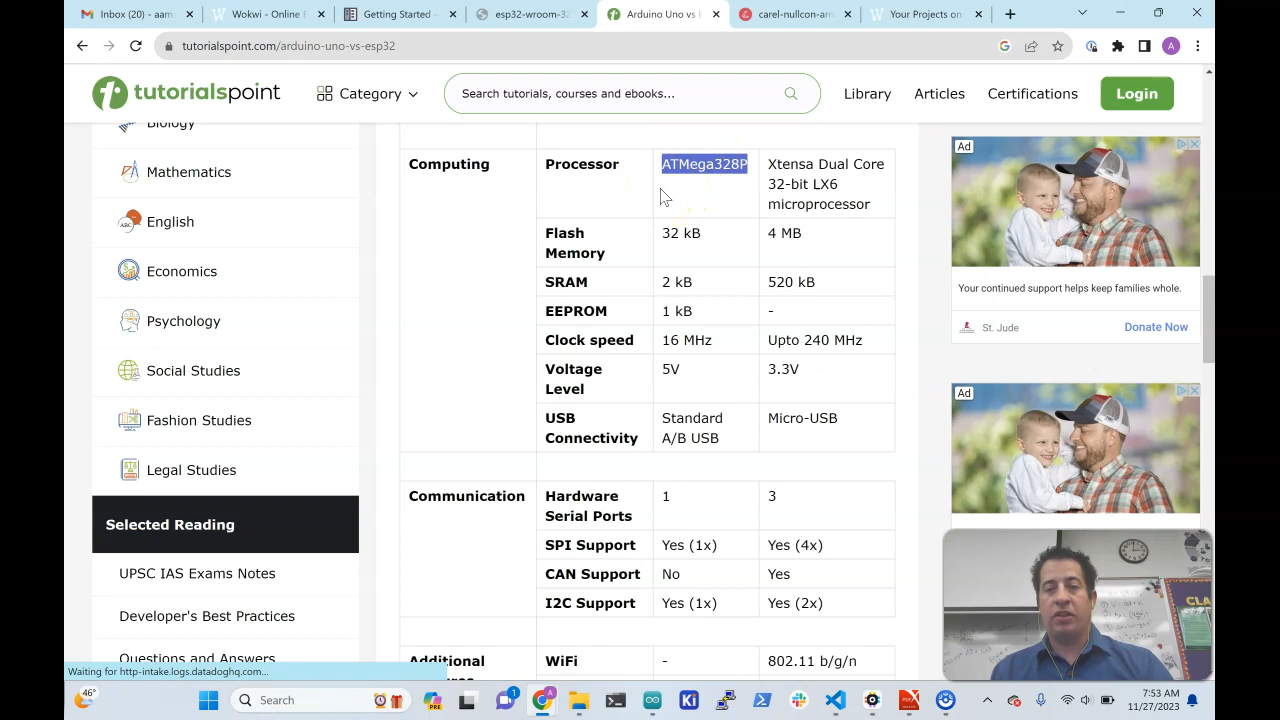 Inbox (20) - aame
Wokwi - Online E
Getting Started -
esp32-wroom-32
Arduino Uno vs E
carel-nullcon-arm
Your Projects on
tutorialspoint.com/arduino-uno-vs-esp32
A
tutorialspoint
Category
Search tutorials, courses and ebooks...
Library
Articles
Certifications
Login
Biology
Mathematics
English
Economics
Psychology
Social Studies
Fashion Studies
Legal Studies
Selected Reading
UPSC IAS Exams Notes
Developer's Best Practices
Questions and Answers
Computing
Processor
ATMega328P
Xtensa Dual Core
32-bit LX6
microprocessor
Flash
Memory
32 kB
4 MB
SRAM
2 kB
520 kB
EEPROM
1 kB
-
Clock speed
16 MHz
Upto 240 MHz
Voltage
Level
5V
3.3V
USB
Connectivity
Standard
A/B USB
Micro-USB
Communication
Hardware
Serial Ports
1
3
SPI Support
Yes (1x)
Yes (4x)
CAN Support
No
Yes
I2C Support
Yes (1x)
Yes (2x)
Additional
WiFi
-
802.11 b/g/n
Ad
Your continued support helps keep families whole.
St. Jude
Donate Now
Ad
CLA
Waiting for http-intake.logs.datadoghq.com...
46°
Search
1
Ki
7:53 AM
11/27/2023